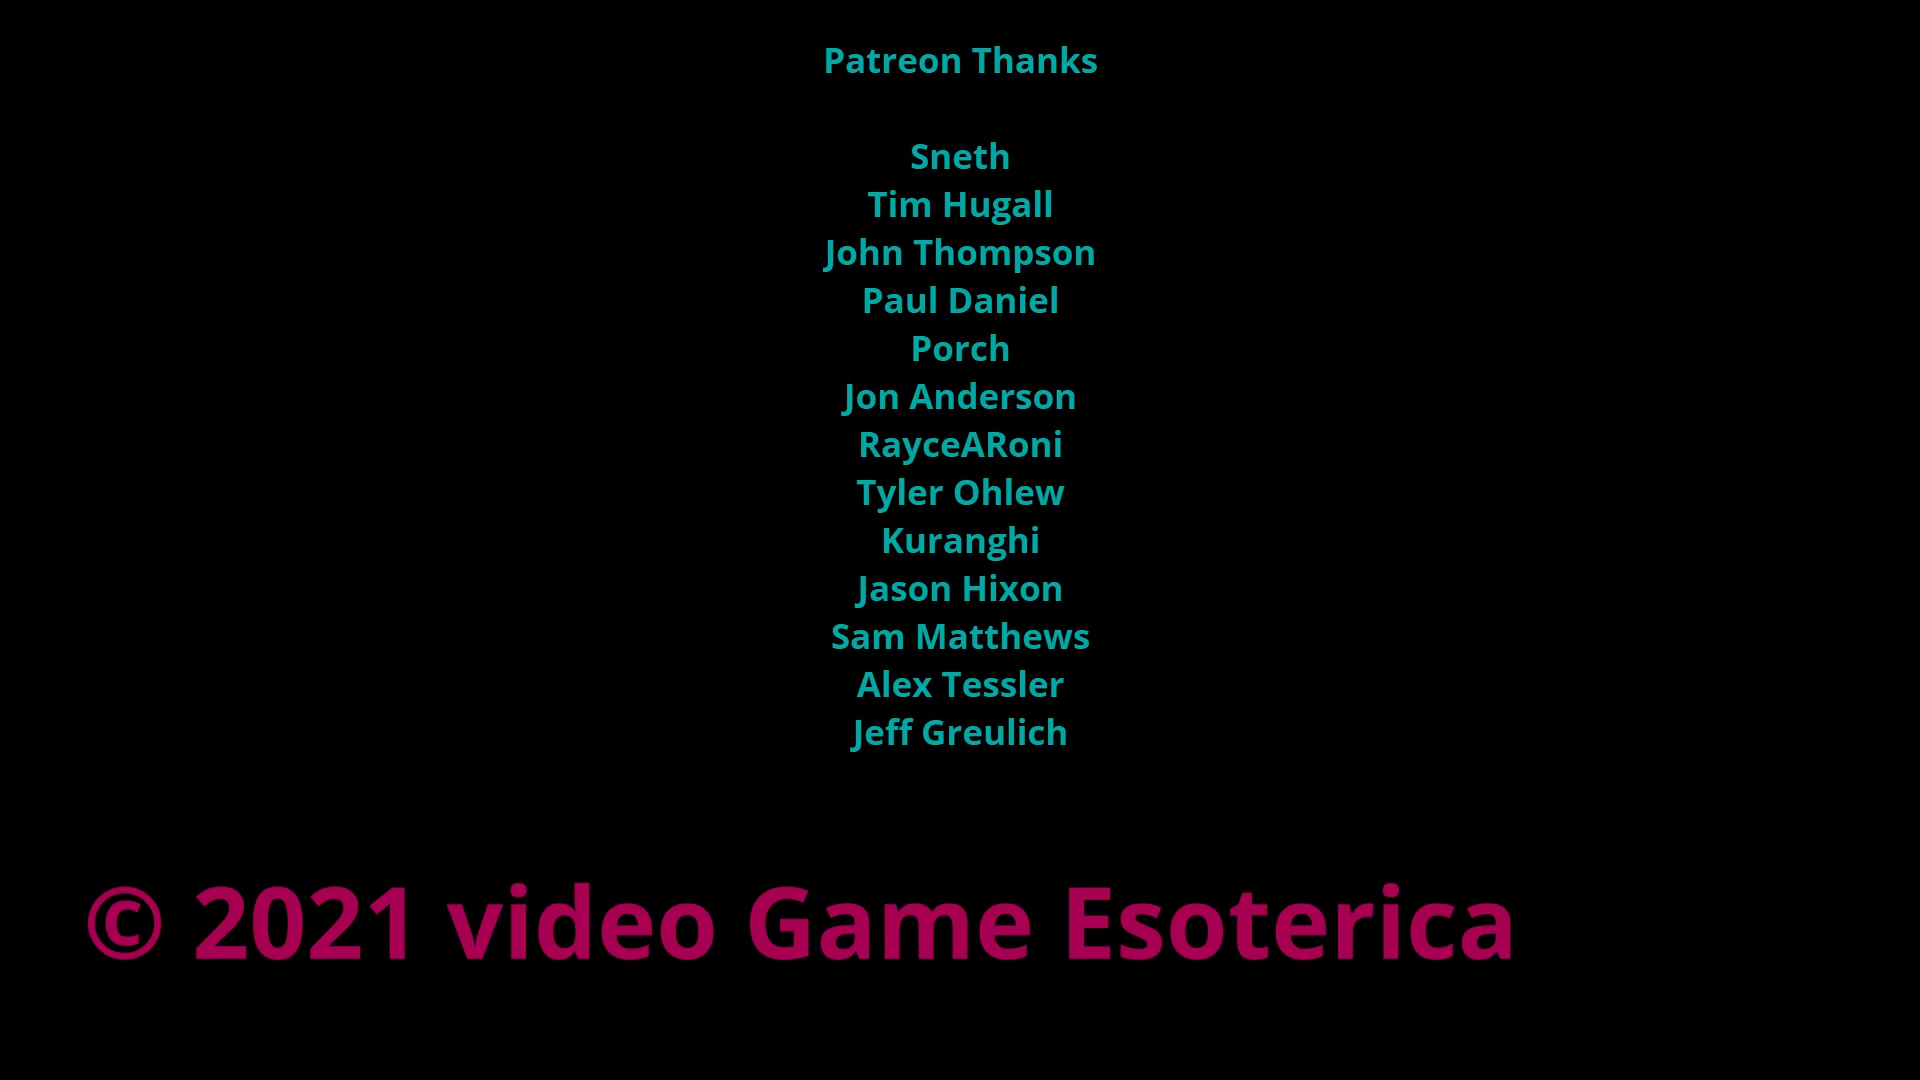 Patreon Thanks
Sneth
Tim Hugall
John Thompson
Paul Daniel
Porch
Jon Anderson
RayceARoni
Tyler Ohlew
Kuranghi
Jason Hixon
Sam Matthews
Alex Tessler
Jeff Greulich
© 2021 video Game Esoterica